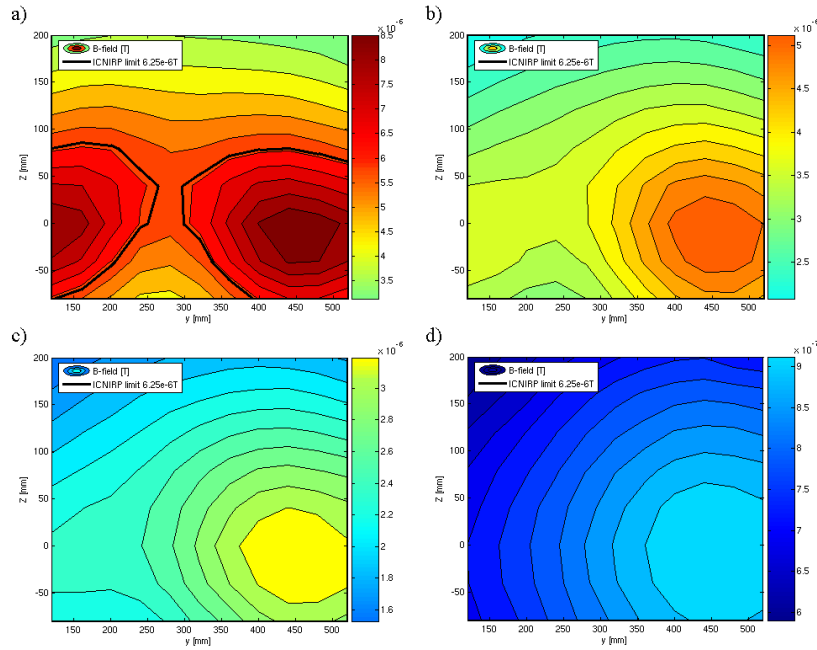 a)
× 10⁻⁶
B-field [T]
ICNIRP limit 6.25e-6T
200
150
100
50
0
-50
Z [mm]
150 200 250 300 350 400 450 500
y [mm]
8.5
8
7.5
7
6.5
6
5.5
5
4.5
4
3.5
b)
× 10⁻⁶
B-field [T]
ICNIRP limit 6.25e-6T
200
150
100
50
0
-50
Z [mm]
150 200 250 300 350 400 450 500
y [mm]
5
4.5
4
3.5
3
2.5
c)
× 10⁻⁶
B-field [T]
ICNIRP limit 6.25e-6T
200
150
100
50
0
-50
Z [mm]
150 200 250 300 350 400 450 500
y [mm]
3
2.8
2.6
2.4
2.2
2
1.8
1.6
d)
× 10⁻⁷
B-field [T]
ICNIRP limit 6.25e-6T
200
150
100
50
0
-50
Z [mm]
150 200 250 300 350 400 450 500
y [mm]
9
8.5
8
7.5
7
6.5
6